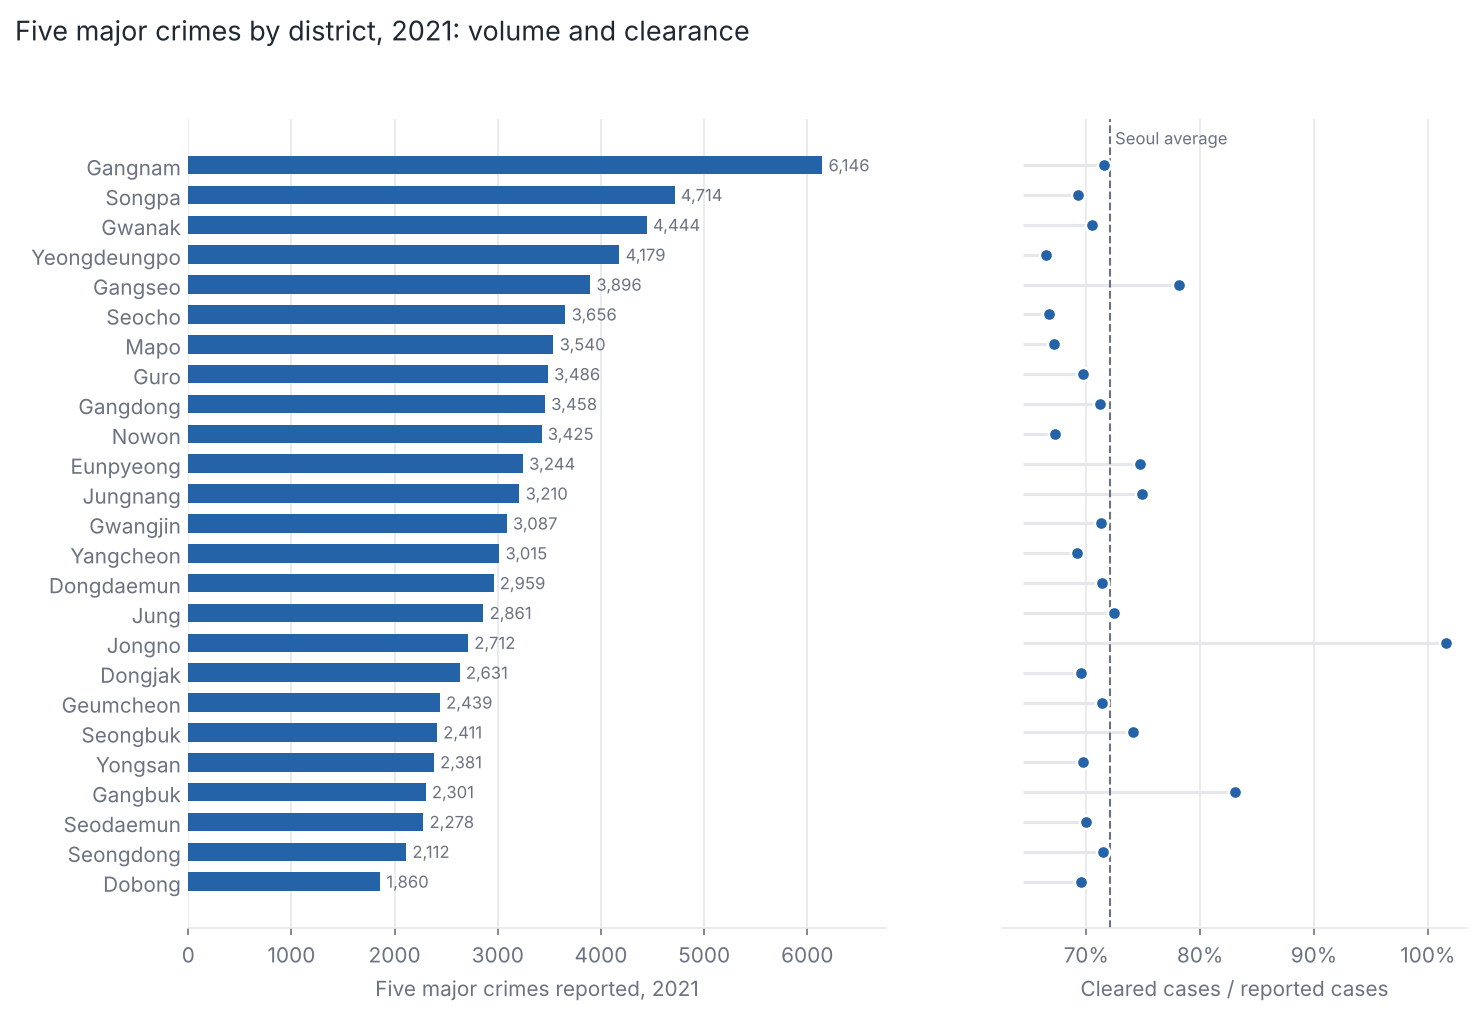 Five major crimes by district, 2021: volume and clearance
Seoul average
Gangnam 6,146
Songpa 4,714
Gwanak 4,444
Yeongdeungpo 4,179
Gangseo 3,896
Seocho 3,656
Mapo 3,540
Guro 3,486
Gangdong 3,458
Nowon 3,425
Eunpyeong 3,244
Jungnang 3,210
Gwangjin 3,087
Yangcheon 3,015
Dongdaemun 2,959
Jung 2,861
Jongno 2,712
Dongjak 2,631
Geumcheon 2,439
Seongbuk 2,411
Yongsan 2,381
Gangbuk 2,301
Seodaemun 2,278
Seongdong 2,112
Dobong 1,860
0 1000 2000 3000 4000 5000 6000 70% 80% 90% 100%
Five major crimes reported, 2021 Cleared cases / reported cases